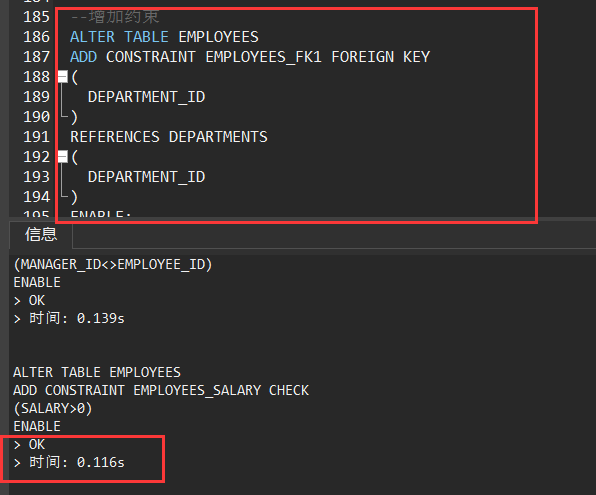 185 --增加约束
186 ALTER TABLE EMPLOYEES
187 ADD CONSTRAINT EMPLOYEES_FK1 FOREIGN KEY
188 (
189 DEPARTMENT_ID
190 )
191 REFERENCES DEPARTMENTS
192 (
193 DEPARTMENT_ID
194 )
195 ENABLE;
信息
(MANAGER_ID<>EMPLOYEE_ID)
ENABLE
> OK
> 时间: 0.139s
ALTER TABLE EMPLOYEES
ADD CONSTRAINT EMPLOYEES_SALARY CHECK
(SALARY>0)
ENABLE
> OK
> 时间: 0.116s